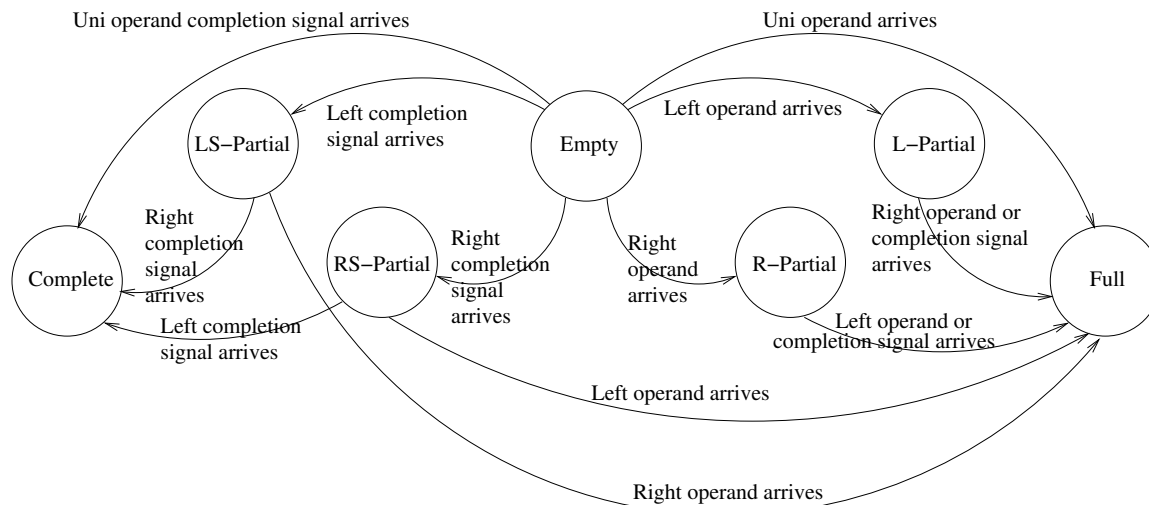 Uni operand completion signal arrives
Uni operand arrives
Left completion
signal arrives
Left operand arrives
LS−Partial
Empty
L−Partial
Right
completion
signal
arrives
Right operand or
completion signal
arrives
Right
completion
signal
arrives
Right
operand
arrives
RS−Partial
R−Partial
Complete
Full
Left completion
signal arrives
Left operand or
completion signal arrives
Left operand arrives
Right operand arrives